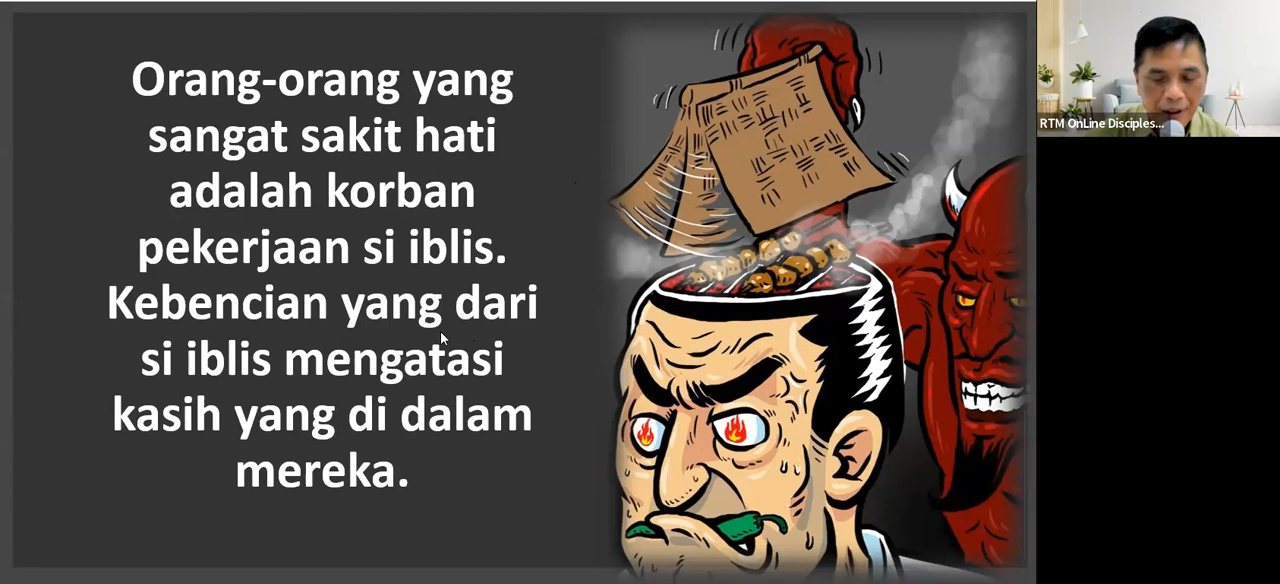 Orang-orang yang
sangat sakit hati
adalah korban
pekerjaan si iblis.
Kebencian yang dari
si iblis mengatasi
kasih yang di dalam
mereka.
RTM OnLine Disciples...